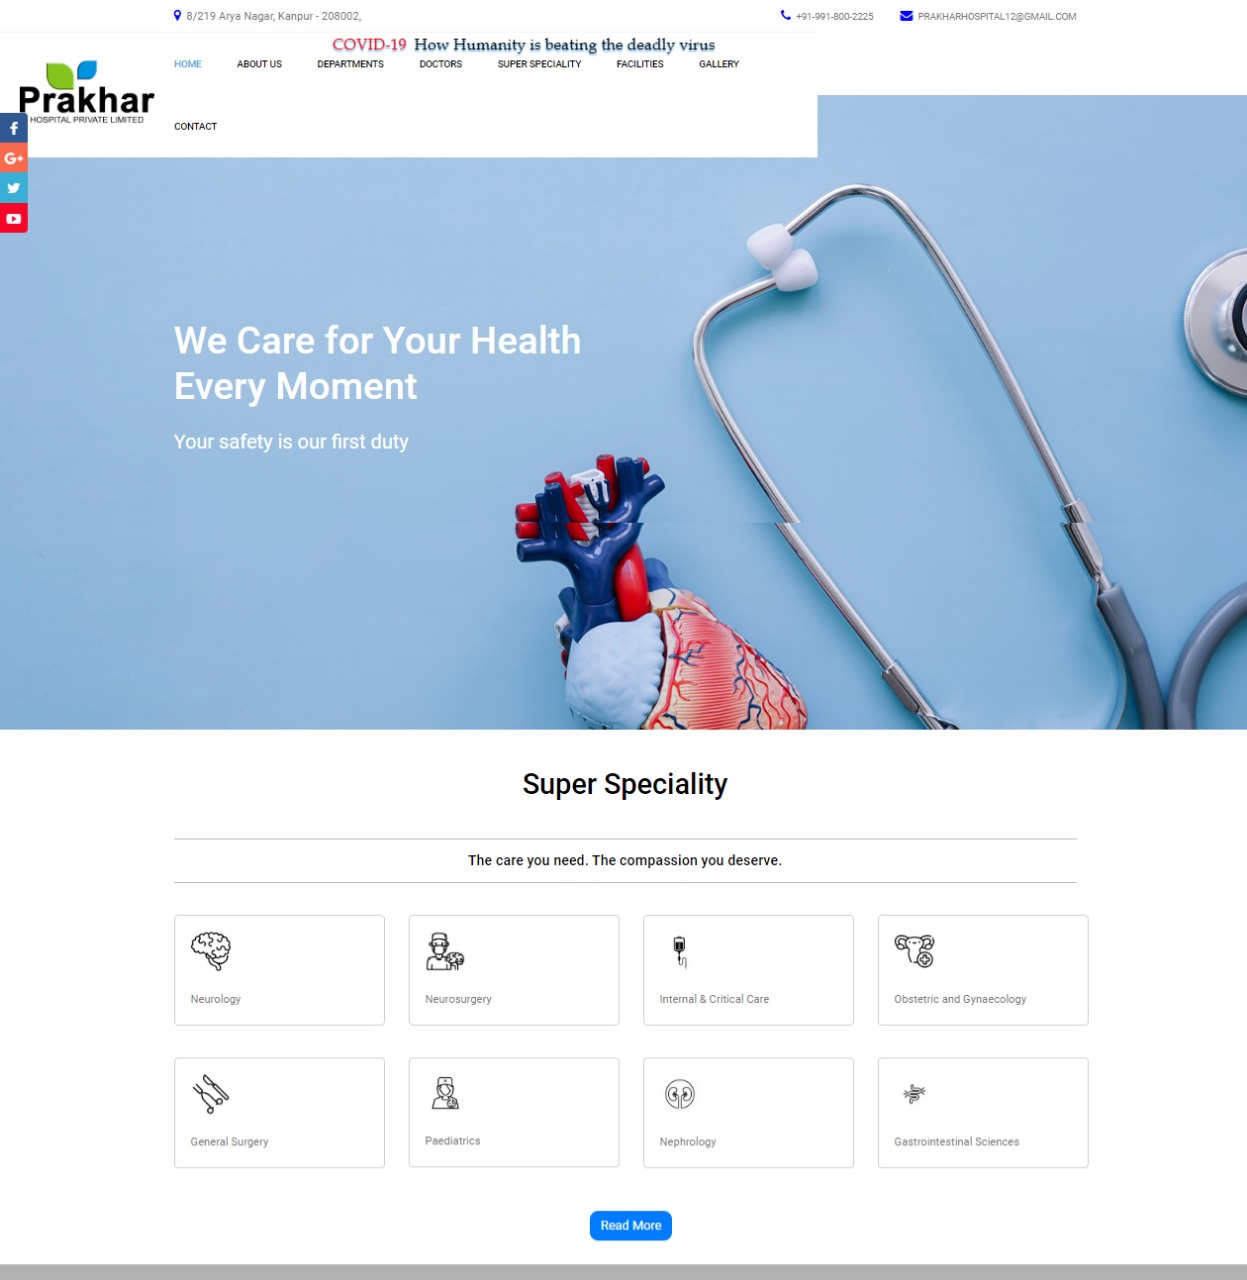 8/219 Arya Nagar, Kanpur - 208002,
+91-991-800-2225
PRAKHARHOSPITAL12@GMAIL.COM
COVID-19 How Humanity is beating the deadly virus
Prakhar
HOSPITAL PRIVATE LIMITED
HOME ABOUT US DEPARTMENTS DOCTORS SUPER SPECIALITY FACILITIES GALLERY
CONTACT
We Care for Your Health
Every Moment
Your safety is our first duty
Super Speciality
The care you need. The compassion you deserve.
Neurology
Neurosurgery
Internal & Critical Care
Obstetric and Gynaecology
General Surgery
Paediatrics
Nephrology
Gastrointestinal Sciences
Read More